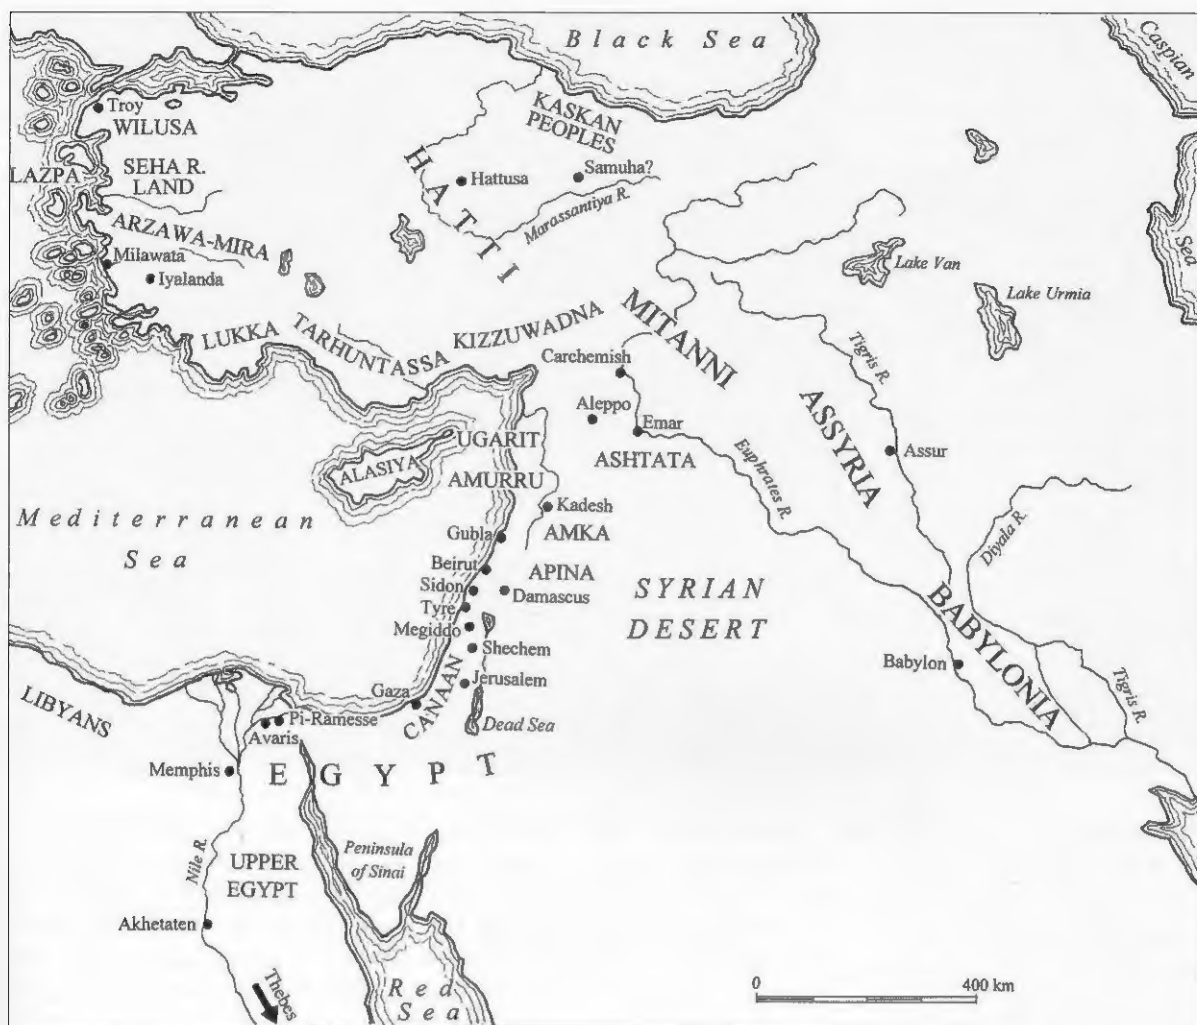 Black Sea
Caspian
Sea
Troy
WILUSA
KASKAN
PEOPLES
LAZPA
SEHA R.
LAND
HATTI
Hattusa
Samuha?
Marassantiya R.
ARZAWA-MIRA
Milawata
Iyalanda
Lake Van
Lake Urmia
LUKKA
TARHUNTASSA
KIZZUWADNA
MITANNI
Carchemish
Tigris R.
ASSYRIA
Aleppo
Emar
UGARIT
ASHTATA
Assur
ALASIYA
AMURRU
Euphrates R.
Kadesh
Mediterranean
Sea
Gubla
AMKA
Diyala R.
Beirut
APINA
Sidon
Damascus
SYRIAN
DESERT
Tyre
Megiddo
Shechem
BABYLONIA
Babylon
Jerusalem
Gaza
CANAAN
Dead Sea
Tigris R.
LIBYANS
Pi-Ramesse
Avaris
Memphis
EGYPT
Nile R.
UPPER
EGYPT
Peninsula
of Sinai
Akhetaten
Thebes
Red
Sea
0 400 km